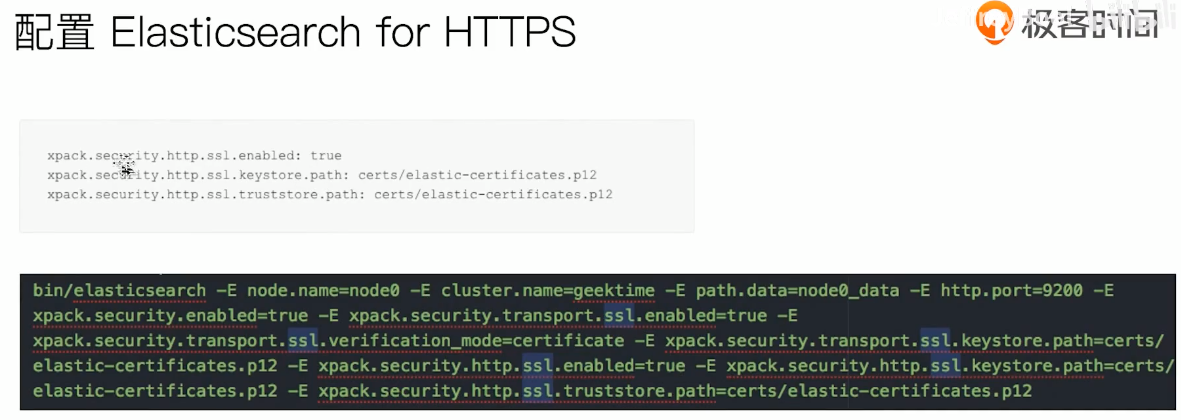 配置 Elasticsearch for HTTPS
极客时间
xpack.security.http.ssl.enabled: true
xpack.security.http.ssl.keystore.path: certs/elastic-certificates.p12
xpack.security.http.ssl.truststore.path: certs/elastic-certificates.p12
bin/elasticsearch -E node.name=node0 -E cluster.name=geektime -E path.data=node0_data -E http.port=9200 -E
xpack.security.enabled=true -E xpack.security.transport.ssl.enabled=true -E
xpack.security.transport.ssl.verification_mode=certificate -E xpack.security.transport.ssl.keystore.path=certs/
elastic-certificates.p12 -E xpack.security.http.ssl.enabled=true -E xpack.security.http.ssl.keystore.path=certs/
elastic-certificates.p12 -E xpack.security.http.ssl.truststore.path=certs/elastic-certificates.p12